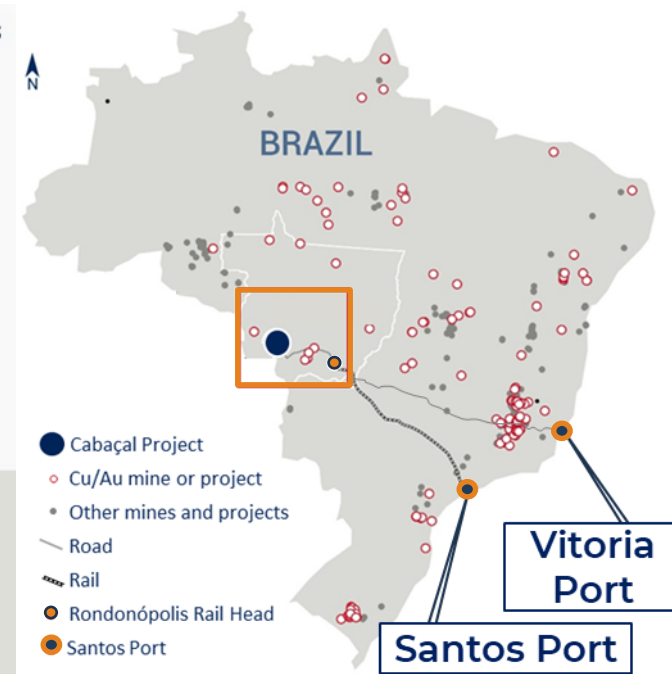 N
BRAZIL
Cabaçal Project
Cu/Au mine or project
Other mines and projects
Road
Rail
Rondonópolis Rail Head
Santos Port
Vitoria
Port
Santos Port